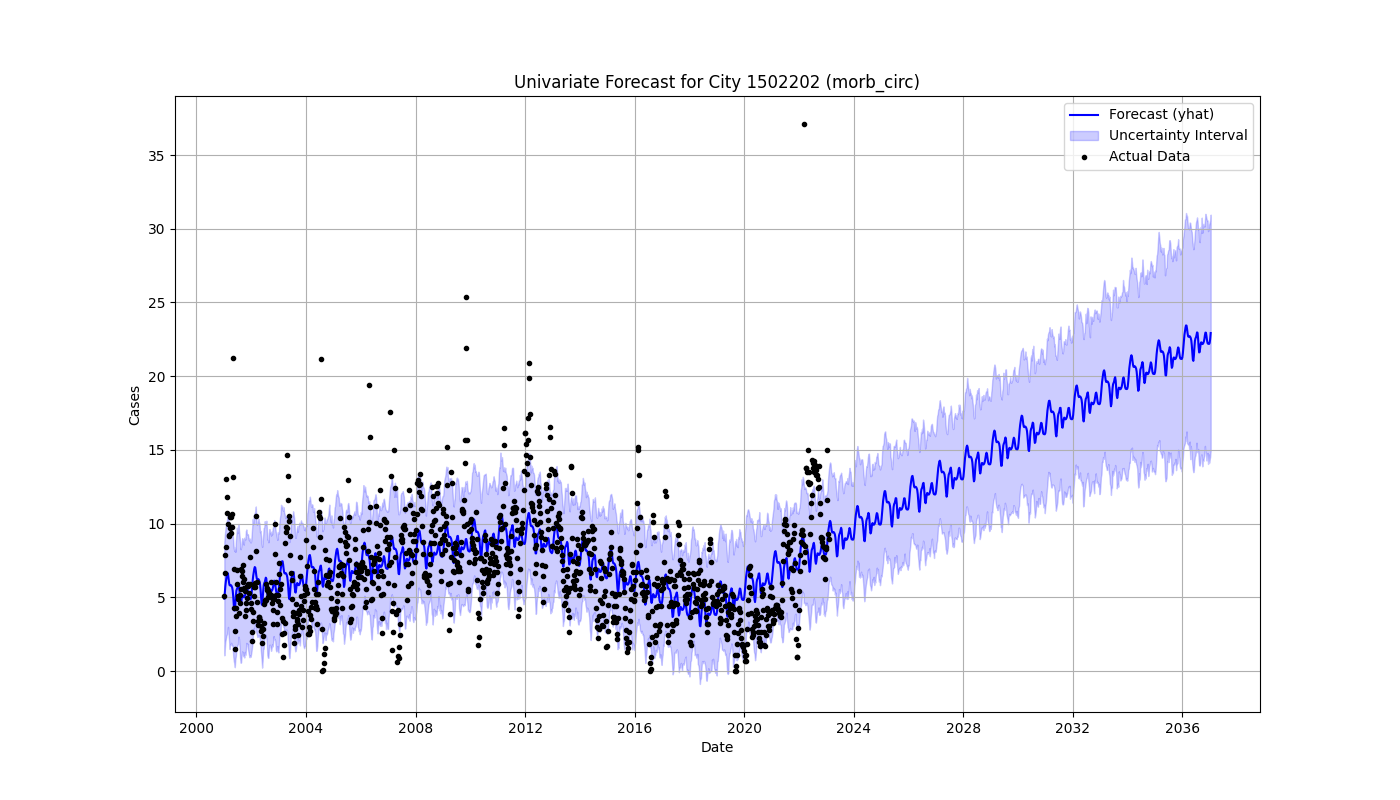 Univariate Forecast for City 1502202 (morb_circ)
Forecast (yhat)
Uncertainty Interval
Actual Data
Cases
35
30
25
20
15
10
5
0
2000 2004 2008 2012 2016 2020 2024 2028 2032 2036
Date